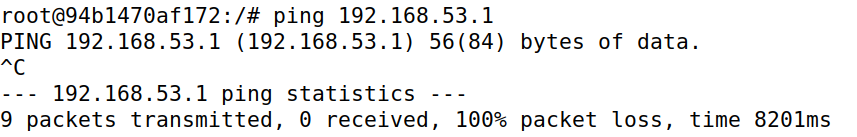 root@94b1470af172:/# ping 192.168.53.1
PING 192.168.53.1 (192.168.53.1) 56(84) bytes of data.
^C
--- 192.168.53.1 ping statistics ---
9 packets transmitted, 0 received, 100% packet loss, time 8201ms